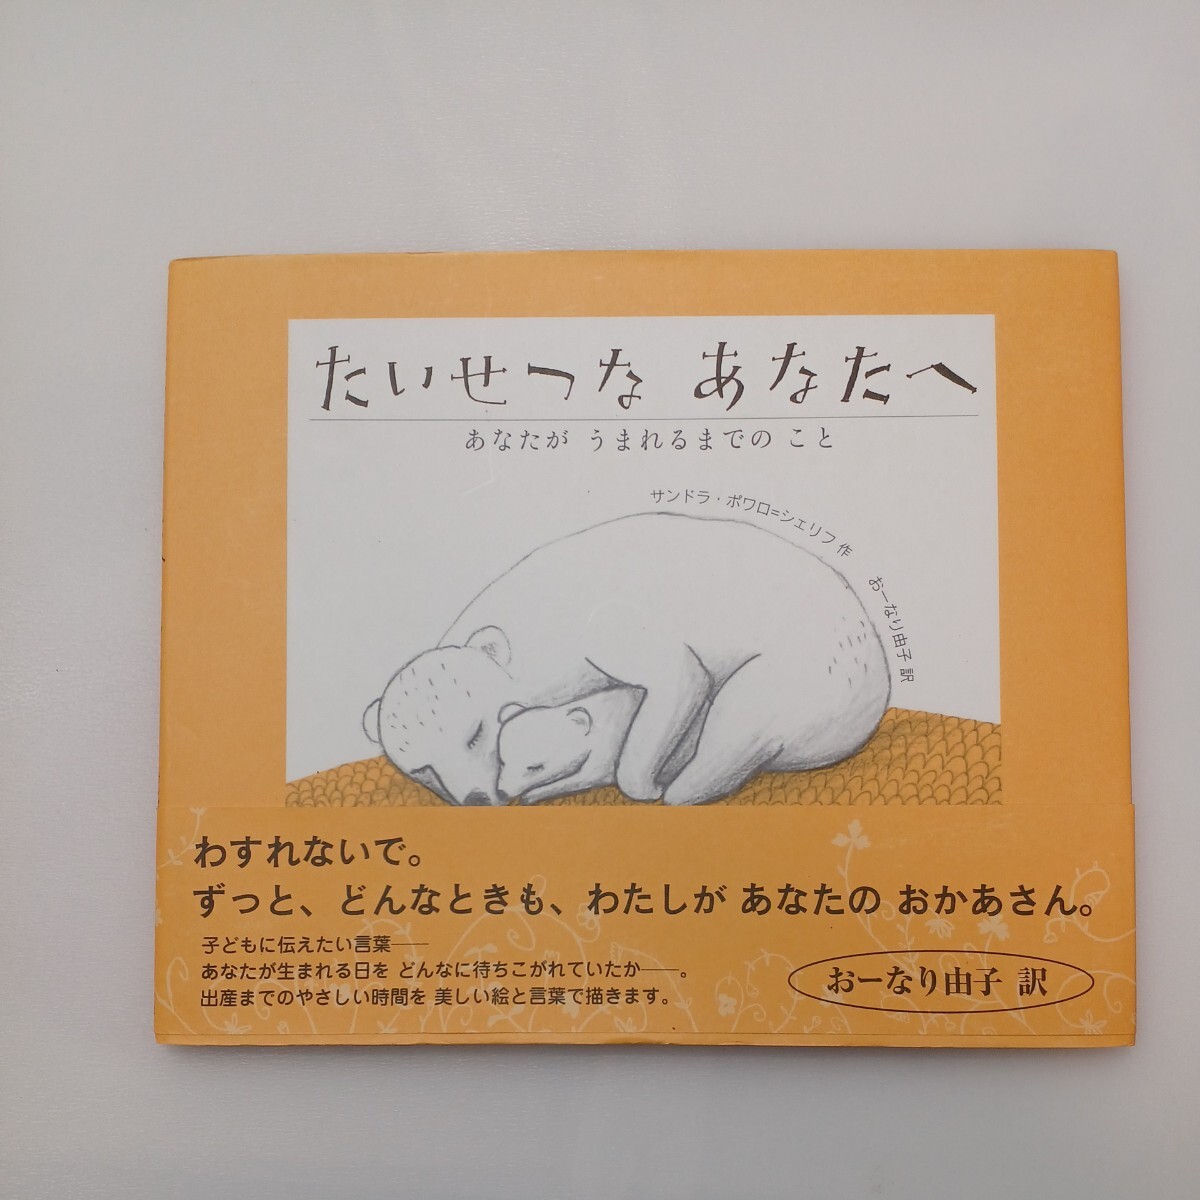 たいせつな あなたへ
あなたが うまれるまでの こと
サンドラ・ポワロ=シェリフ 作
おーなり由子 訳
わすれないで。
ずっと、どんなときも、わたしが あなたの おかあさん。
子どもに伝えたい言葉──
あなたが生まれる日を どんなに待ちこがれていたか──。
出産までのやさしい時間を 美しい絵と言葉で描きます。
おーなり由子 訳